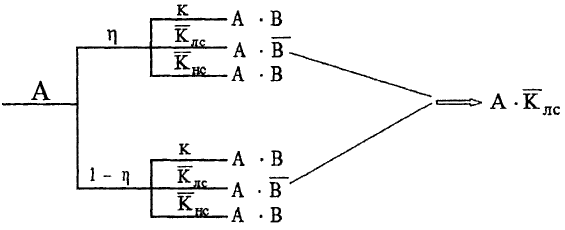 К А · В
η K̅лс А · B̅
K̅нс А · В
А
А · K̅лс
К А · В
1 – η K̅лс А · B̅
K̅нс А · В